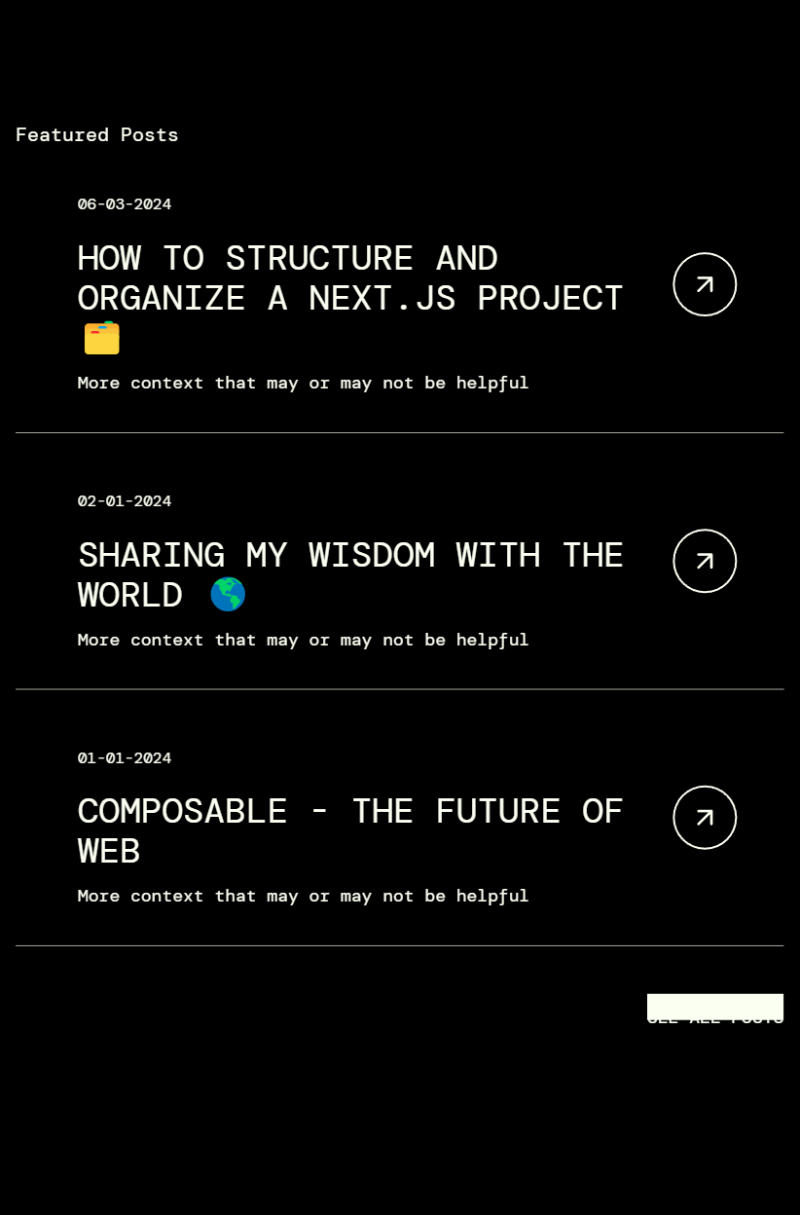 Featured Posts
06-03-2024
HOW TO STRUCTURE AND
ORGANIZE A NEXT.JS PROJECT
🗂️
More context that may or may not be helpful
02-01-2024
SHARING MY WISDOM WITH THE
WORLD 🌎
More context that may or may not be helpful
01-01-2024
COMPOSABLE - THE FUTURE OF
WEB
More context that may or may not be helpful
SEE ALL POSTS